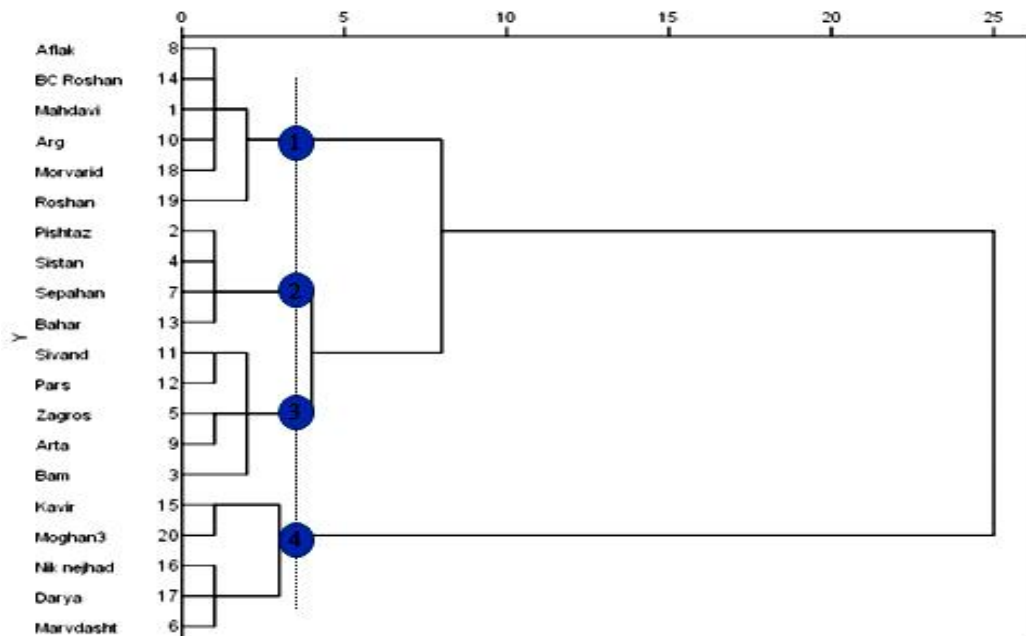 0 5 10 15 20 25
Aflak 8
BC Roshan 14
Mahdavi 1
Arg 10
1
Morvarid 18
Roshan 19
Pishtaz 2
Sistan 4
Sepahan 7
2
Bahar 13
Y
Sivand 11
Pars 12
Zagros 5
3
Arta 9
Bam 3
Kavir 15
Moghan3 20
4
Nik nejhad 16
Darya 17
Marvdasht 6